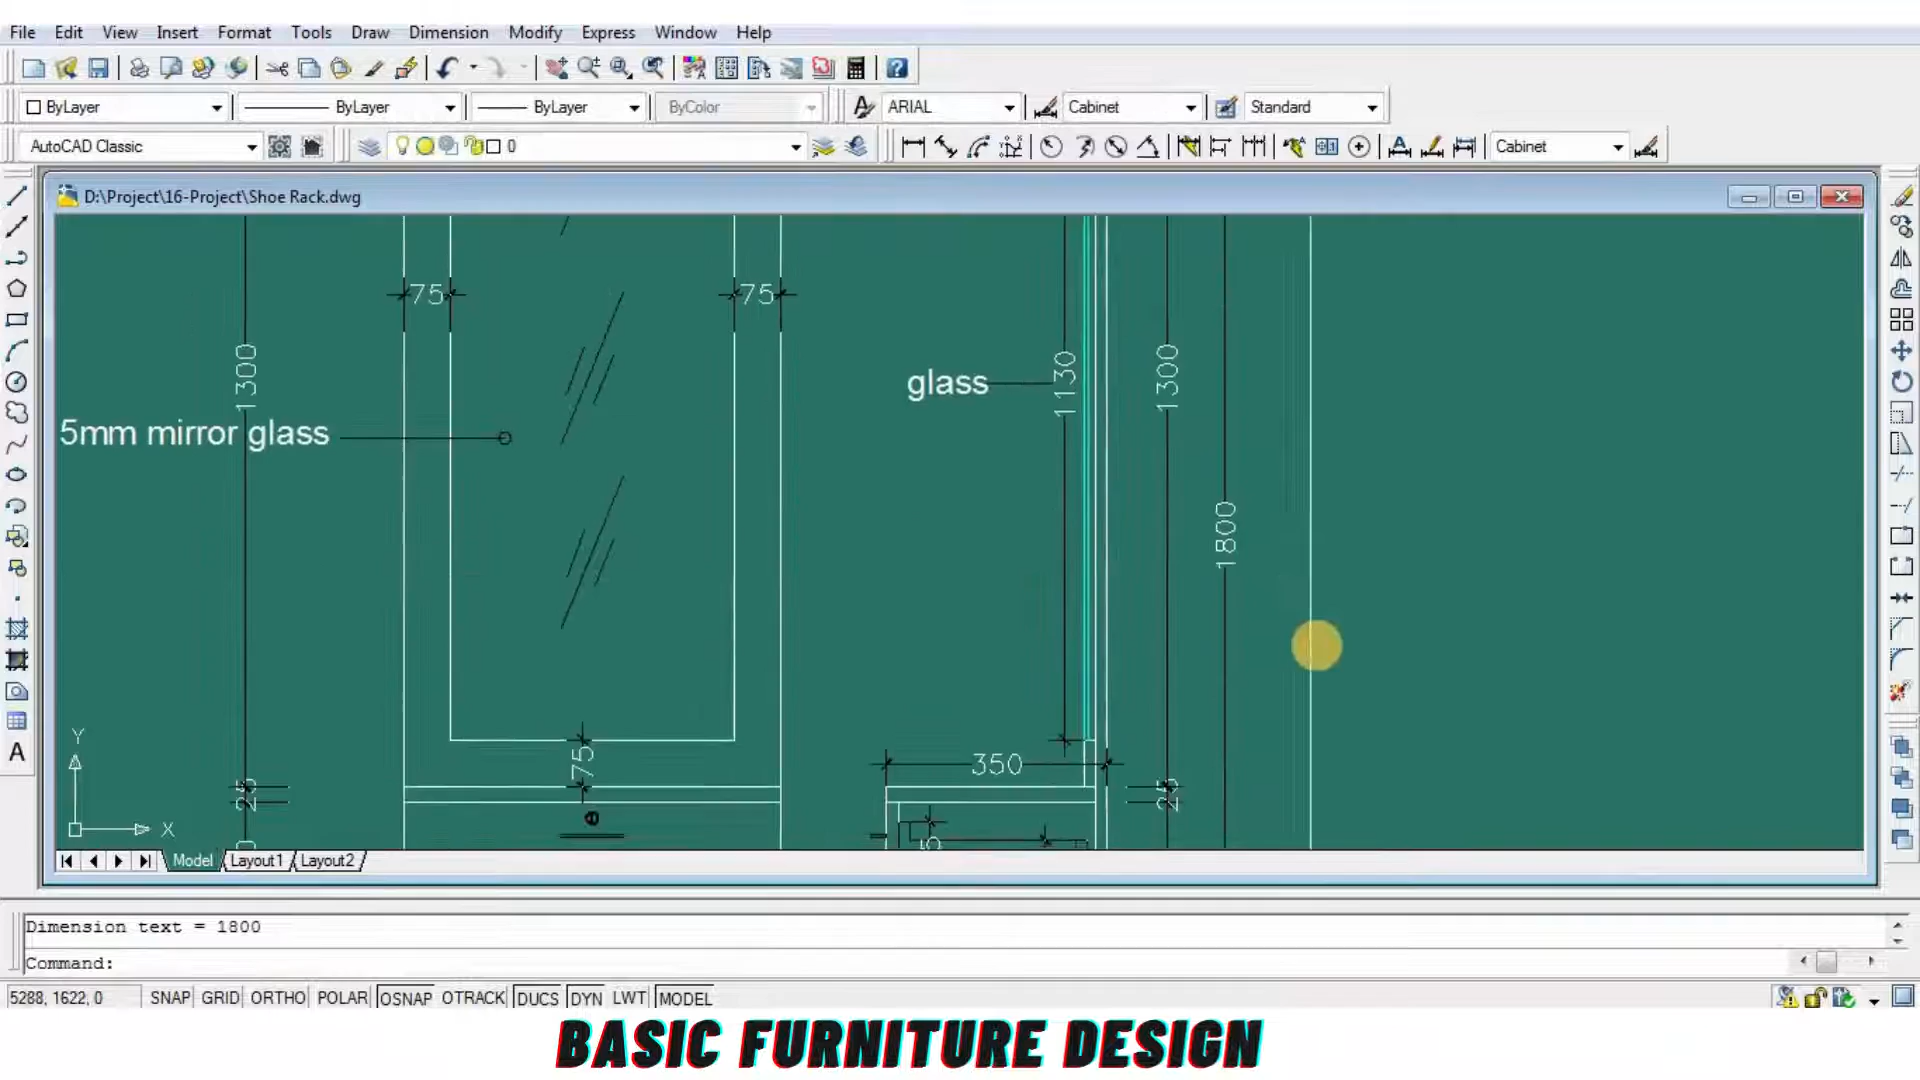 File Edit View Insert Format Tools Draw Dimension Modify Express Window Help
ByLayer ByLayer ByLayer ByColor ARIAL Cabinet Standard
AutoCAD Classic 0 Cabinet
D:\Project\16-Project\Shoe Rack.dwg
75 75
1300 glass 1130 1300
5mm mirror glass
1800
75 350
25 25
Y
X
Model Layout1 Layout2
Dimension text = 1800
Command:
5288, 1622, 0 SNAP GRID ORTHO POLAR OSNAP OTRACK DUCS DYN LWT MODEL
BASIC FURNITURE DESIGN